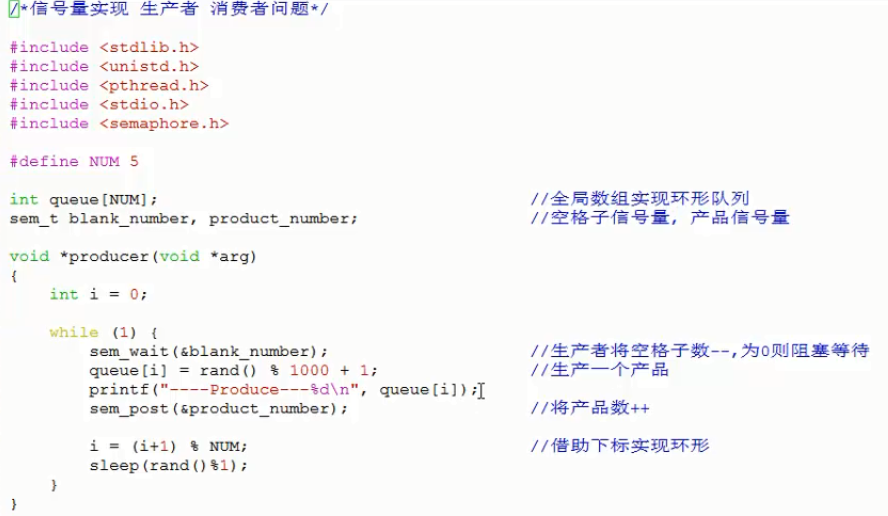 /*信号量实现 生产者 消费者问题*/
#include <stdlib.h>
#include <unistd.h>
#include <pthread.h>
#include <stdio.h>
#include <semaphore.h>
#define NUM 5
int queue[NUM]; //全局数组实现环形队列
sem_t blank_number, product_number; //空格子信号量, 产品信号量
void *producer(void *arg)
{
int i = 0;
while (1) {
sem_wait(&blank_number); //生产者将空格子数--,为0则阻塞等待
queue[i] = rand() % 1000 + 1; //生产一个产品
printf("----Produce---%d\n", queue[i]);
sem_post(&product_number); //将产品数++
i = (i+1) % NUM; //借助下标实现环形
sleep(rand()%1);
}
}